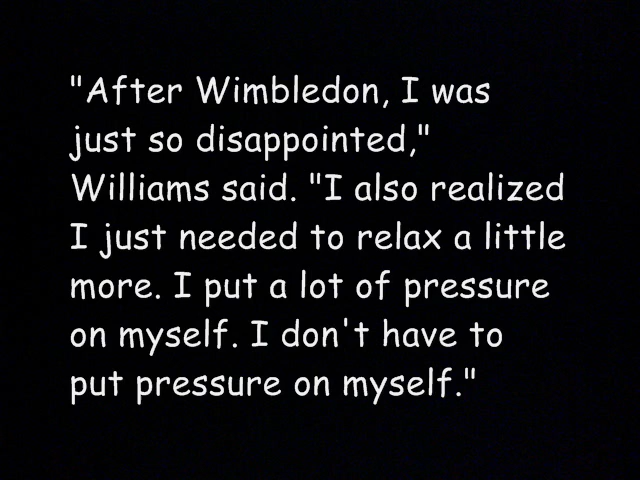 "After Wimbledon, I was
just so disappointed,"
Williams said. "I also realized
I just needed to relax a little
more. I put a lot of pressure
on myself. I don't have to
put pressure on myself."